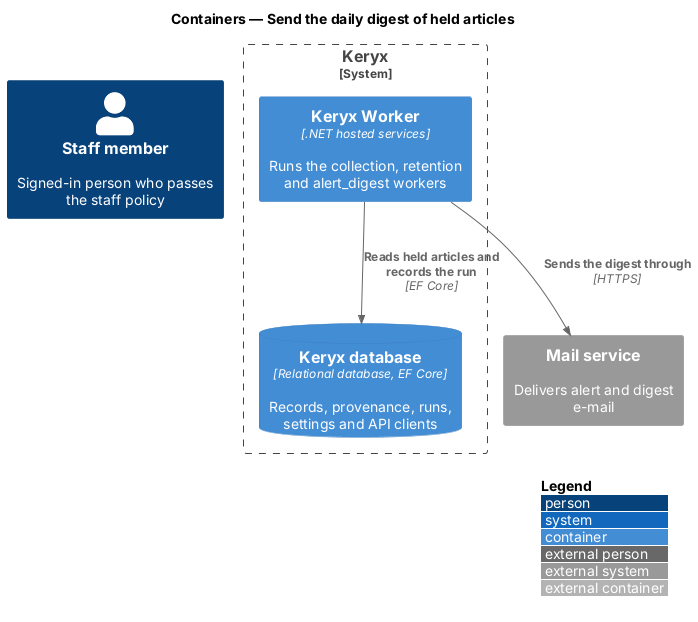 Containers — Send the daily digest of held articles
Keryx
[System]
Staff member
Signed-in person who passes
the staff policy
Keryx Worker
[.NET hosted services]
Runs the collection, retention
and alert_digest workers
Reads held articles and
records the run
[EF Core]
Sends the digest through
[HTTPS]
Keryx database
[Relational database, EF Core]
Records, provenance, runs,
settings and API clients
Mail service
Delivers alert and digest
e-mail
Legend
person
system
container
external person
external system
external container